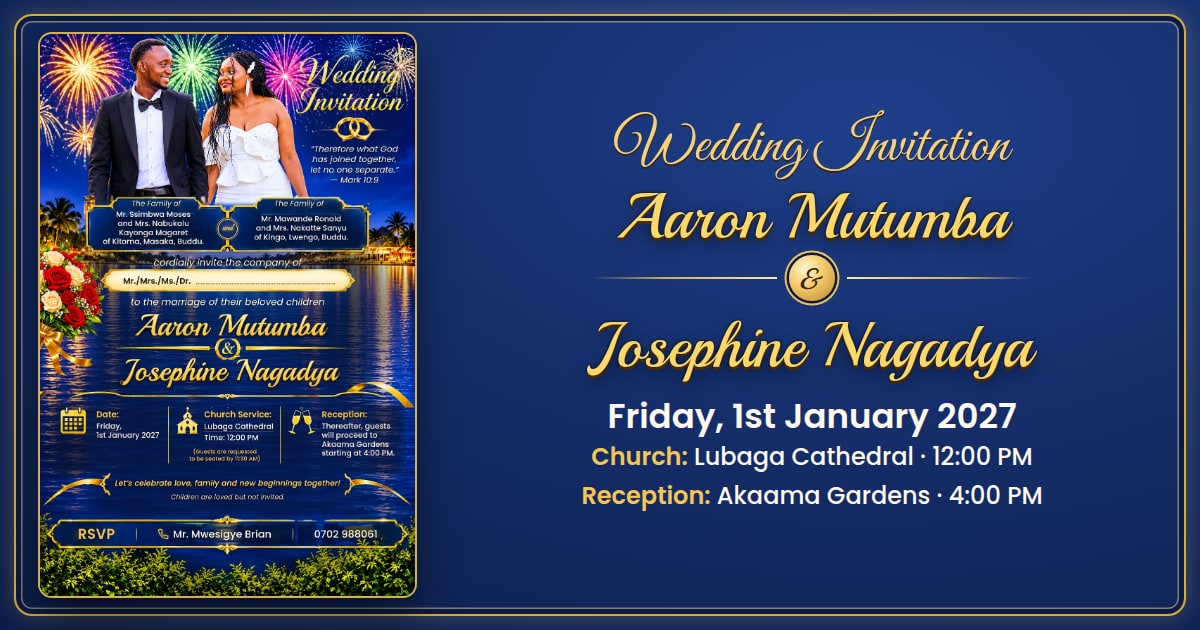 Wedding
Invitation
“Therefore what God
has joined together,
let no one separate.”
– Mark 10:9
The Family of
Mr. Ssimbwa Moses
and Mrs. Nabukalu
Kayonga Magaret
of Kitoma, Masaka, Buddu.
and
The Family of
Mr. Mawande Ronald
and Mrs. Nakatte Sanyu
of Kingo, Lwengo, Buddu.
cordially invite the company of
Mr./Mrs./Ms./Dr. ........................................................
to the marriage of their beloved children
Aaron Mutumba
&
Josephine Nagadya
Date:
Friday,
1st January 2027
Church Service:
Lubaga Cathedral
Time: 12:00 PM
(Guests are requested
to be seated by 11:30 AM)
Reception:
Thereafter, guests
will proceed to
Akaama Gardens
starting at 4:00 PM.
Let’s celebrate love, family and new beginnings together!
Children are loved but not invited.
RSVP
Mr. Mwesigye Brian
0702 988061
Wedding Invitation
Aaron Mutumba
&
Josephine Nagadya
Friday, 1st January 2027
Church: Lubaga Cathedral · 12:00 PM
Reception: Akaama Gardens · 4:00 PM